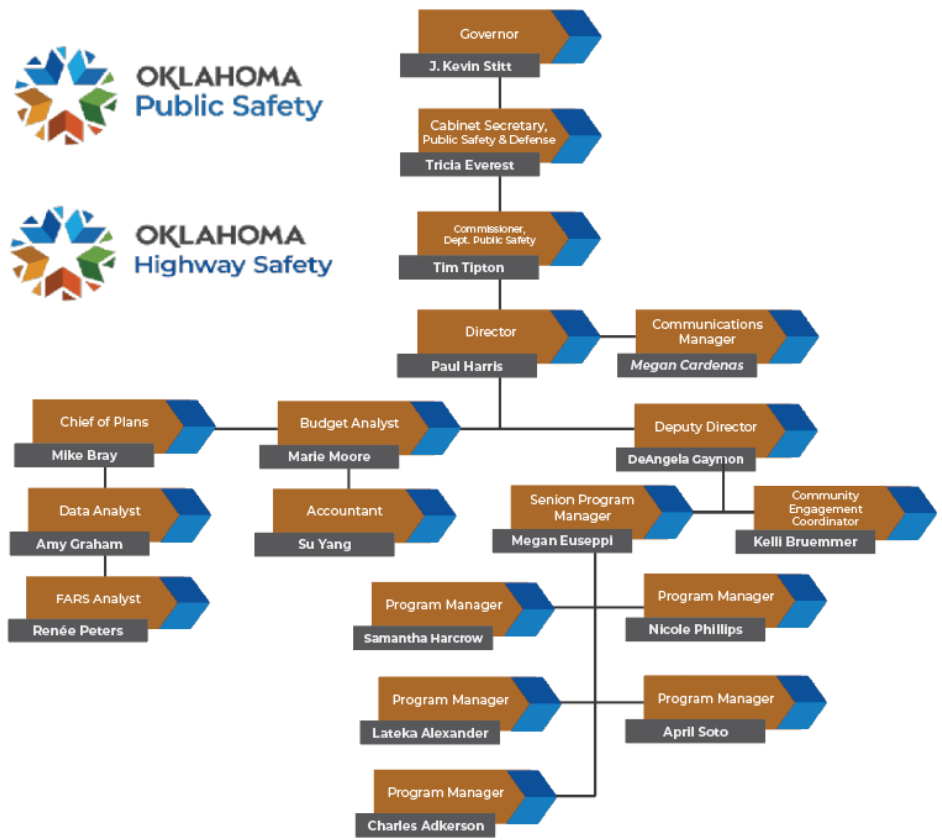 Governor
J. Kevin Stitt
OKLAHOMA
Public Safety
Cabinet Secretary,
Public Safety & Defense
Tricia Everest
OKLAHOMA
Highway Safety
Commissioner,
Dept. Public Safety
Tim Tipton
Director
Paul Harris
Communications
Manager
Megan Cardenas
Chief of Plans
Mike Bray
Budget Analyst
Marie Moore
Deputy Director
DeAngela Gaymon
Data Analyst
Amy Graham
Accountant
Su Yang
Senion Program
Manager
Megan Euseppi
Community
Engagement
Coordinator
Kelli Bruemmer
FARS Analyst
Renée Peters
Program Manager
Samantha Harcrow
Program Manager
Nicole Phillips
Program Manager
Lateka Alexander
Program Manager
April Soto
Program Manager
Charles Adkerson